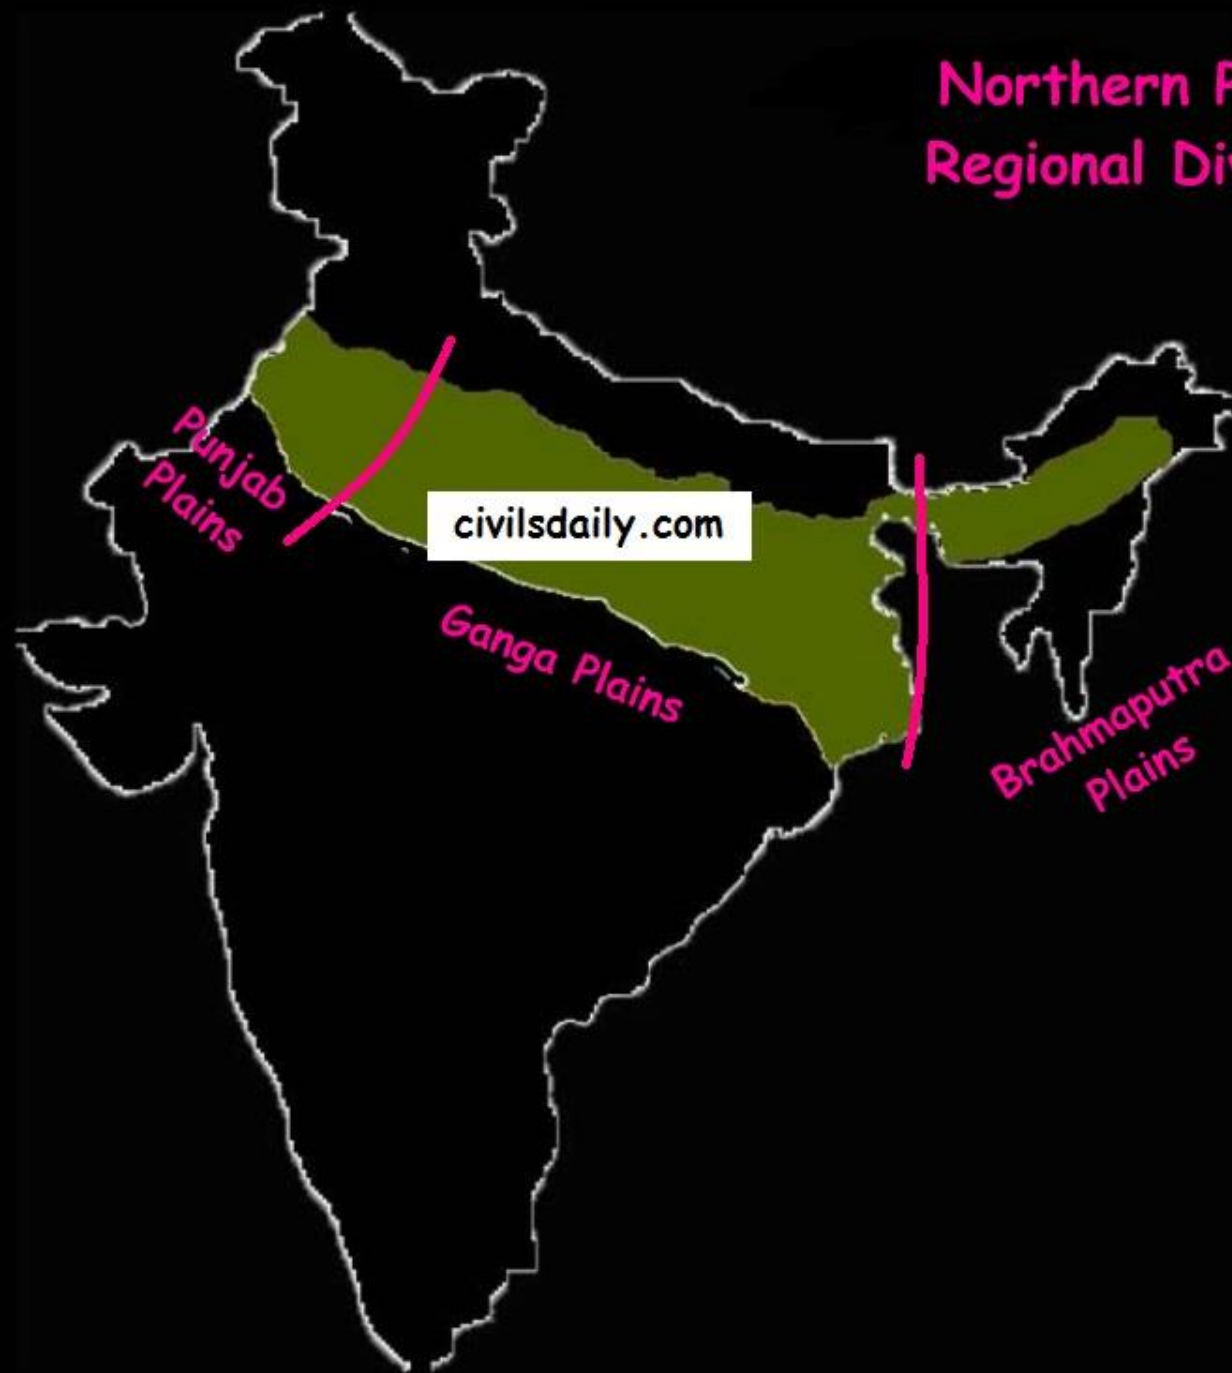 Northern
Regional
Punjab
Plains
civilsdaily.com
Ganga Plains
Brahmaputra
Plains